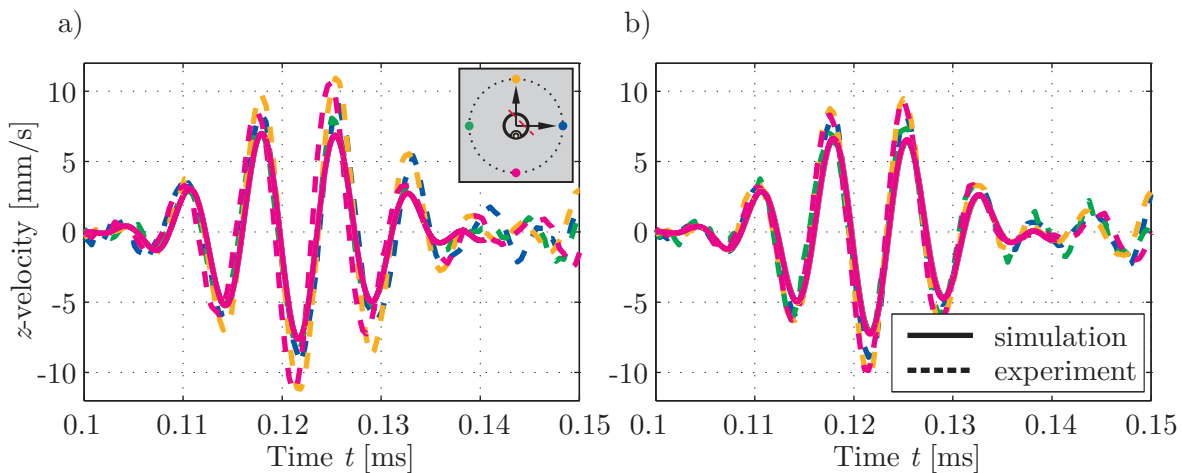 a)
b)
z-velocity [mm/s]
10
5
0
-5
-10
0.1 0.11 0.12 0.13 0.14 0.15
Time t [ms]
10
5
0
-5
-10
simulation
experiment
0.1 0.11 0.12 0.13 0.14 0.15
Time t [ms]